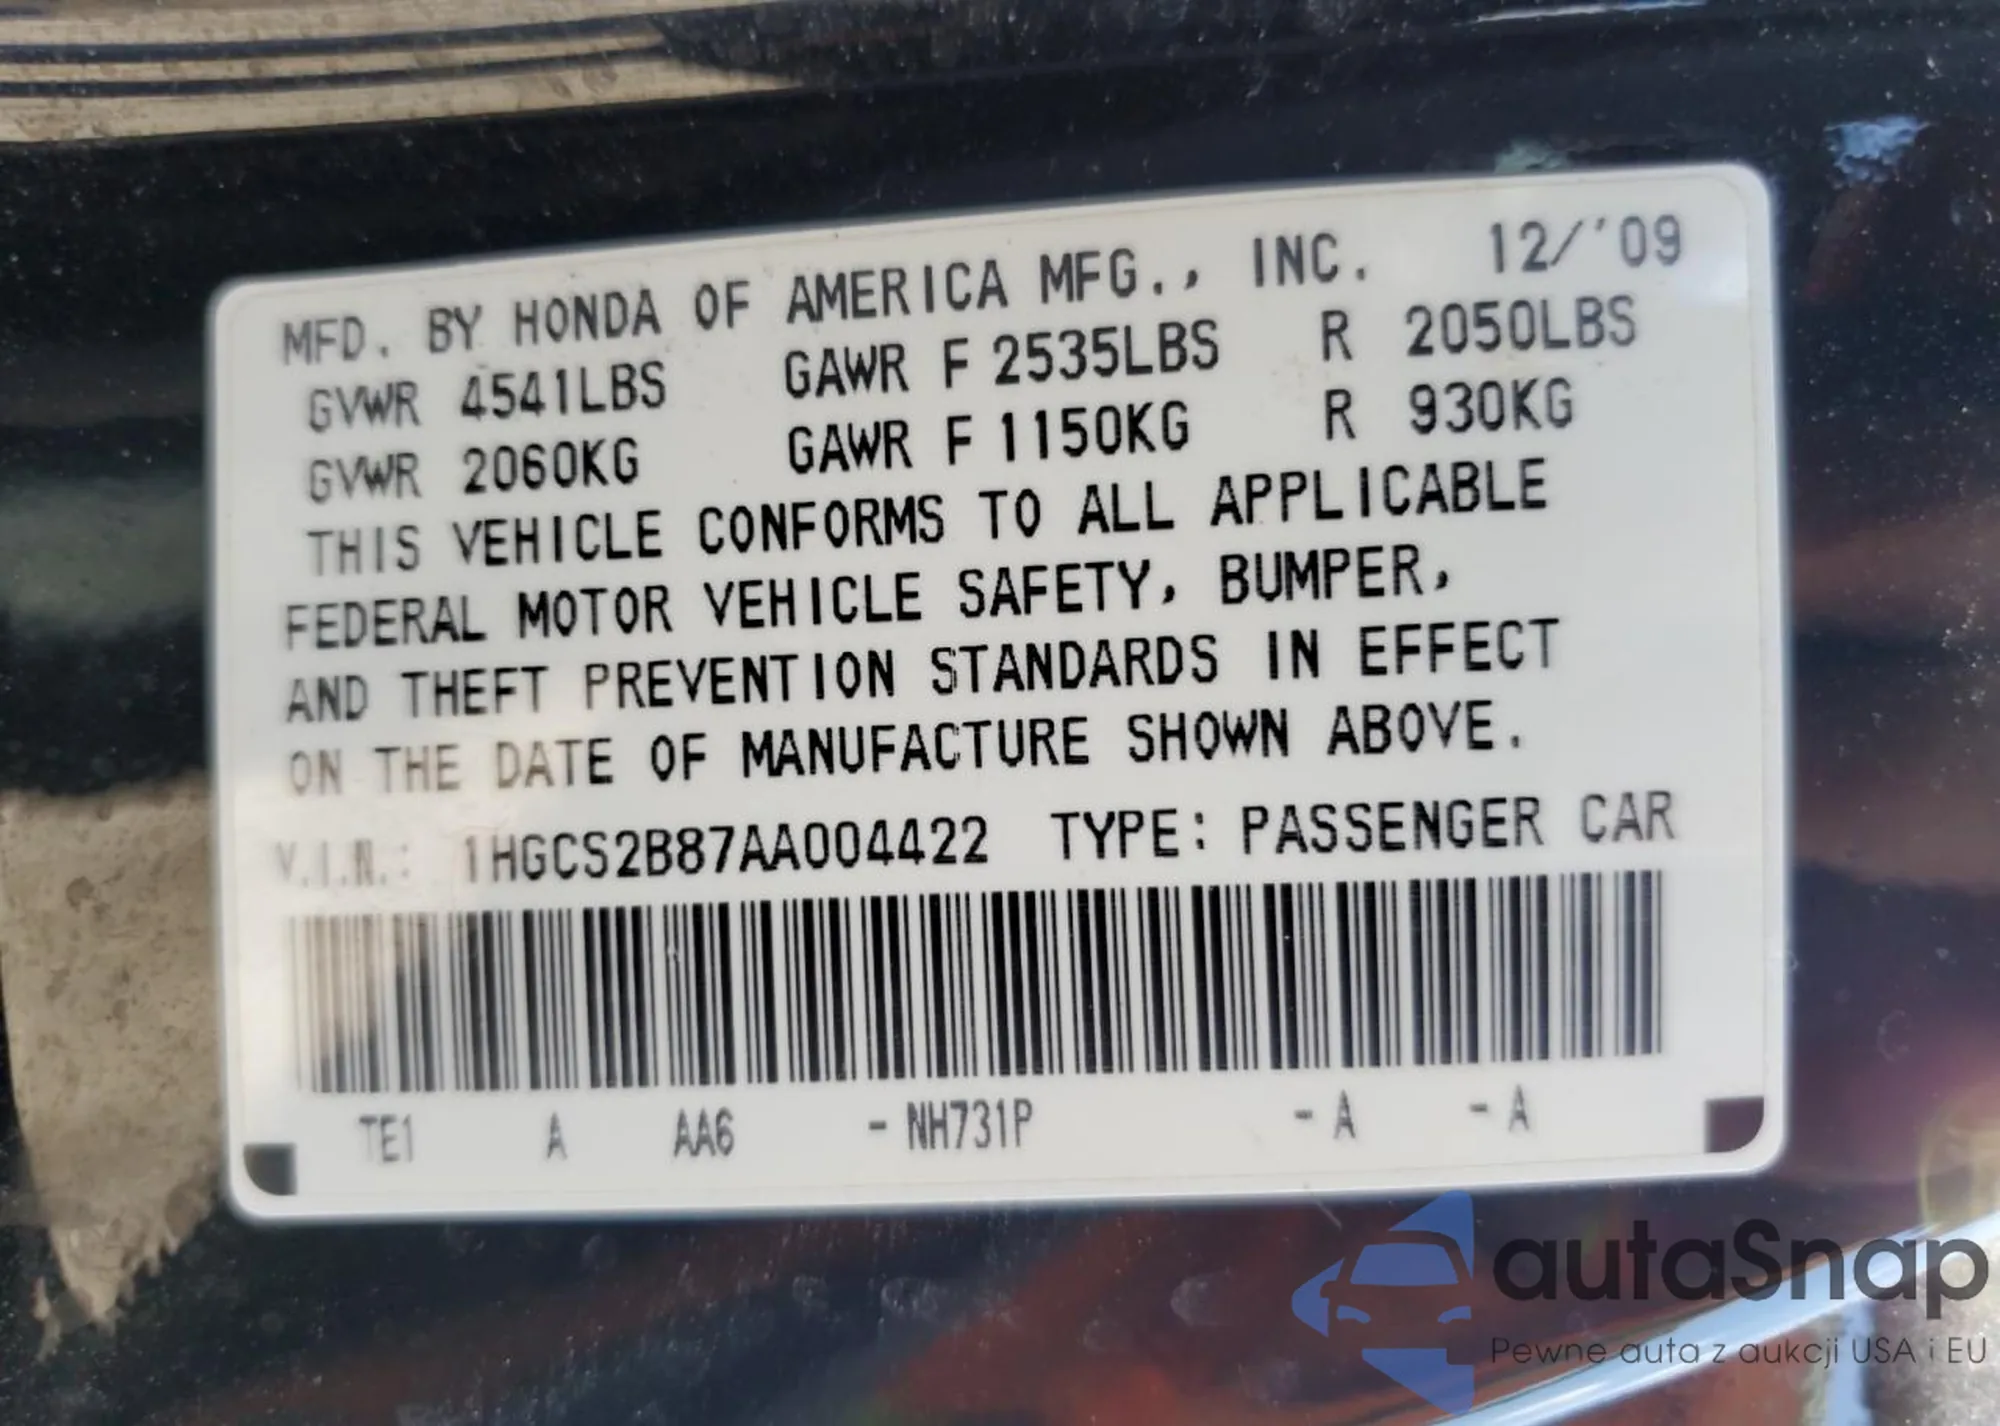 MFD. BY HONDA OF AMERICA MFG., INC. 12/'09
GVWR 4541LBS GAWR F 2535LBS R 2050LBS
GVWR 2060KG GAWR F 1150KG R 930KG
THIS VEHICLE CONFORMS TO ALL APPLICABLE
FEDERAL MOTOR VEHICLE SAFETY, BUMPER,
AND THEFT PREVENTION STANDARDS IN EFFECT
ON THE DATE OF MANUFACTURE SHOWN ABOVE.
V.I.N.: 1HGCS2B87AA004422 TYPE: PASSENGER CAR
TE1 A AA6 - NH731P - A - A
autaSnap
Pewne auta z aukcji USA i EU